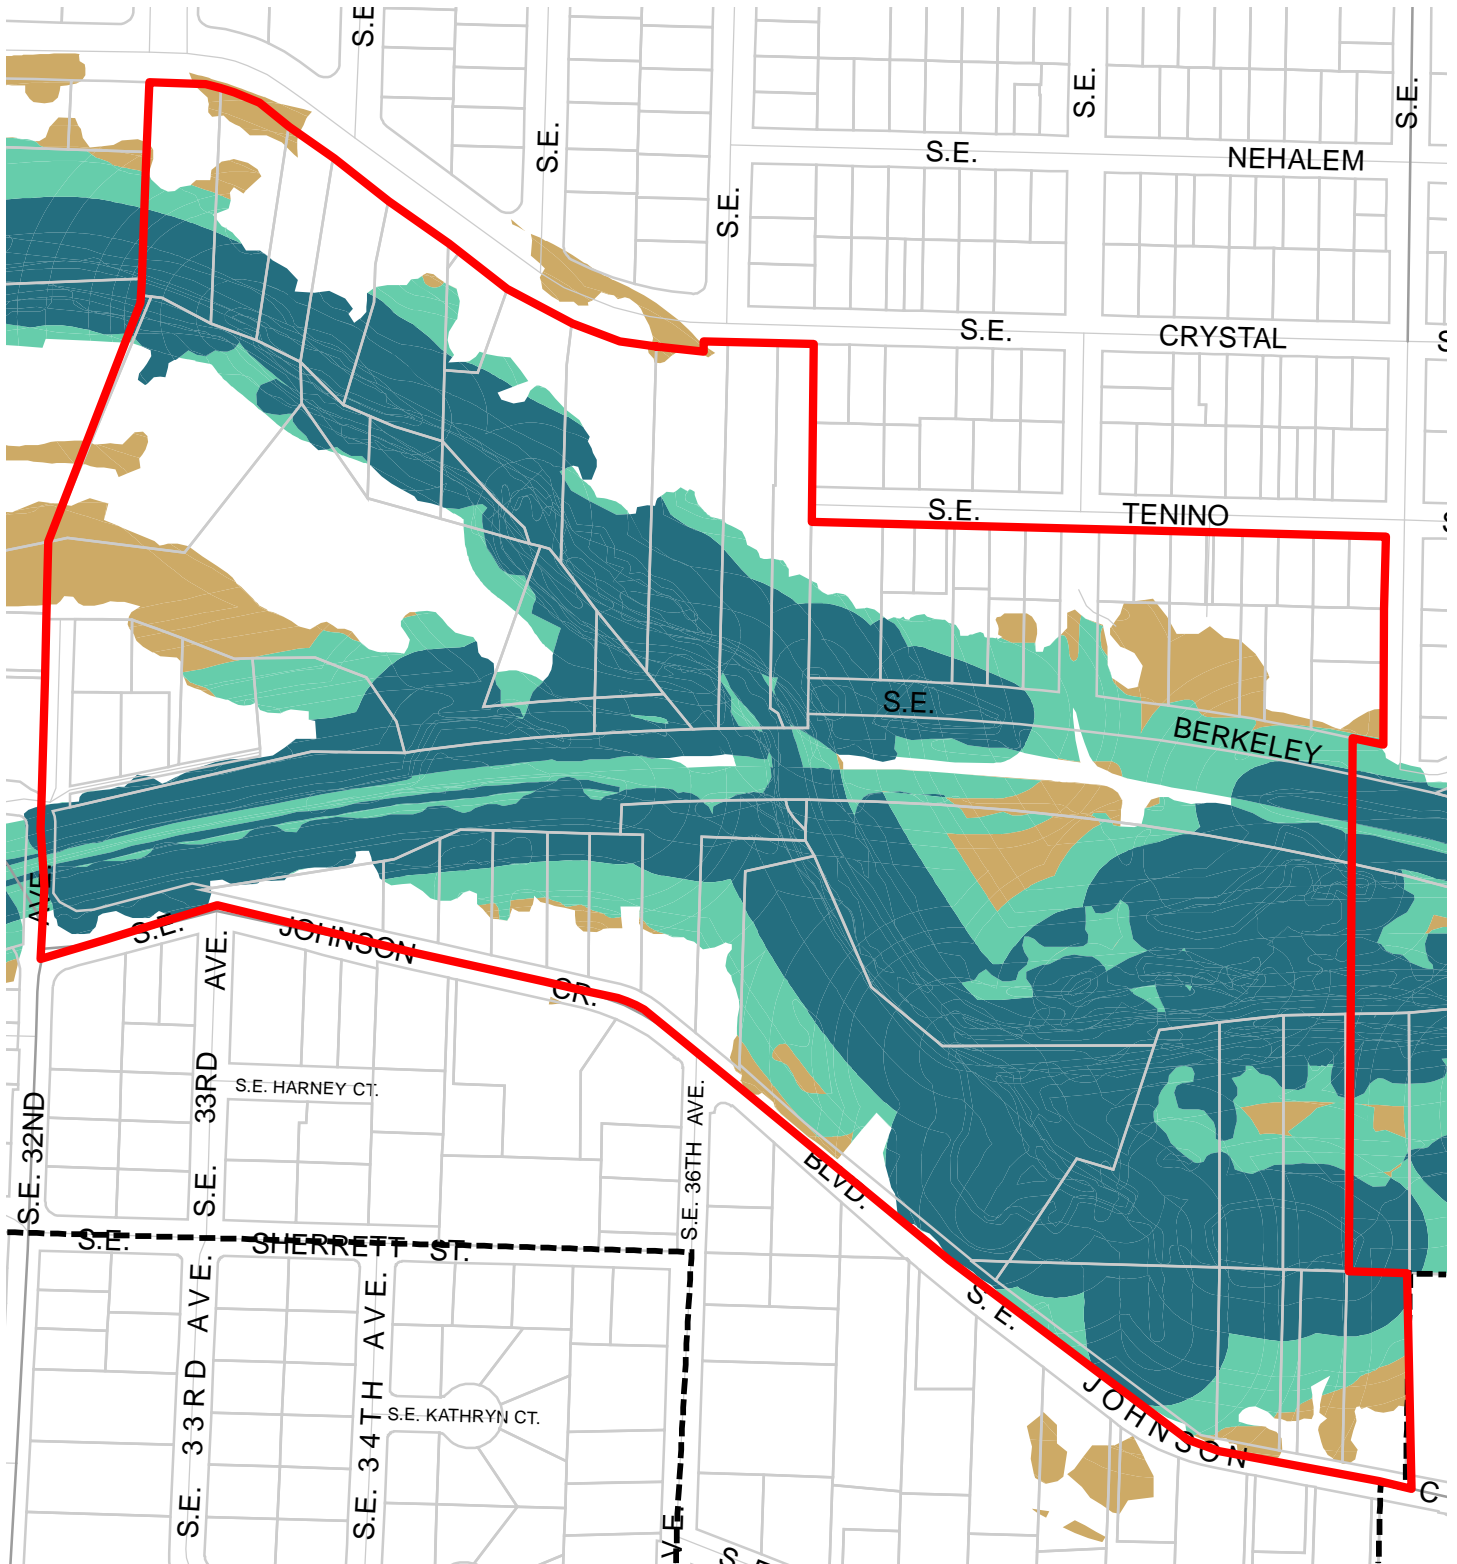 S.E.
S.E.
S.E.
S.E.
S.E.
S.E. NEHALEM
S.E.
S.E. CRYSTAL
S.E. TENINO
S.E. BERKELEY
AVE.
S.E. JOHNSON CR. BLVD.
AVE.
S.E. 33RD
S.E. HARNEY CT.
S.E. 32ND
S.E. 36TH AVE.
S.E. SHERRETT ST.
S.E. 33RD AVE.
S.E. 34TH AVE.
S.E. KATHRYN CT.
S.E. JOHNSON C